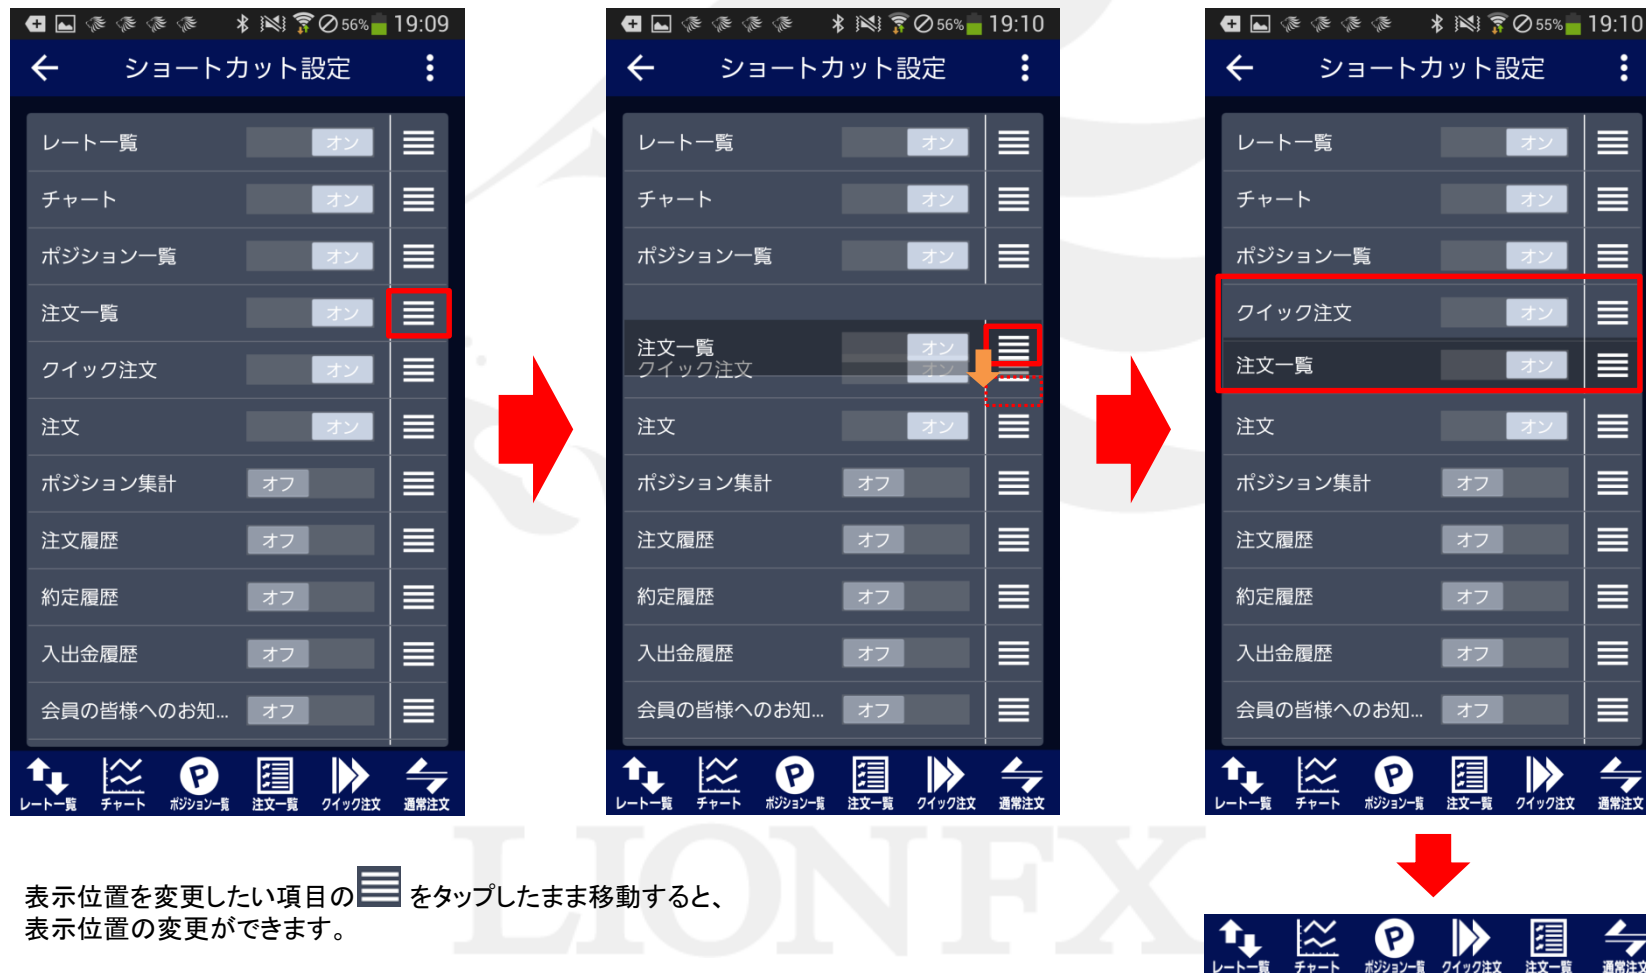 56% 19:09
ショートカット設定
レート一覧 オン
チャート オン
ポジション一覧 オン
注文一覧 オン
クイック注文 オン
注文 オン
ポジション集計 オフ
注文履歴 オフ
約定履歴 オフ
入出金履歴 オフ
会員の皆様へのお知... オフ
レート一覧 チャート ポジション一覧 注文一覧 クイック注文 通常注文
56% 19:10
ショートカット設定
レート一覧 オン
チャート オン
ポジション一覧 オン
注文一覧 オン
クイック注文 オン
注文 オン
ポジション集計 オフ
注文履歴 オフ
約定履歴 オフ
入出金履歴 オフ
会員の皆様へのお知... オフ
レート一覧 チャート ポジション一覧 注文一覧 クイック注文 通常注文
55% 19:10
ショートカット設定
レート一覧 オン
チャート オン
ポジション一覧 オン
クイック注文 オン
注文一覧 オン
注文 オン
ポジション集計 オフ
注文履歴 オフ
約定履歴 オフ
入出金履歴 オフ
会員の皆様へのお知... オフ
レート一覧 チャート ポジション一覧 注文一覧 クイック注文 通常注文
表示位置を変更したい項目の をタップしたまま移動すると、
表示位置の変更ができます。
LION FX
レート一覧 チャート ポジション一覧 クイック注文 注文一覧 通常注文